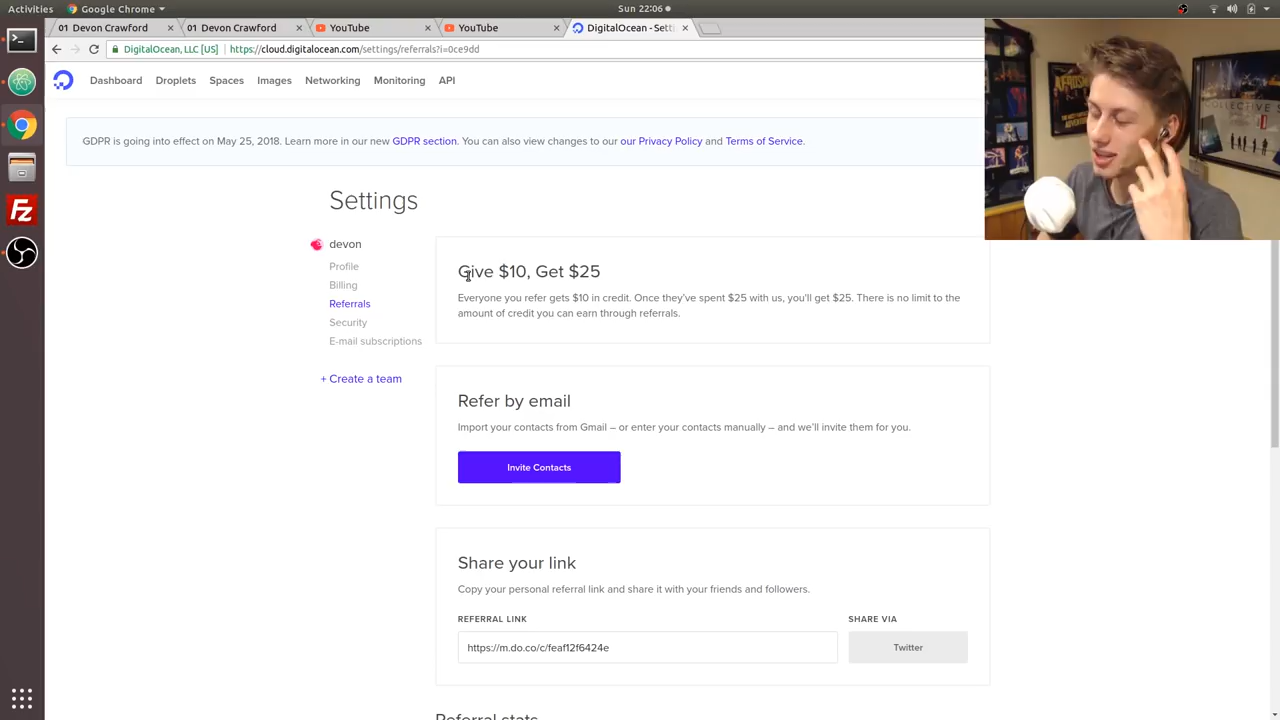 Activities
Google Chrome
Sun 22:06
01 Devon Crawford
01 Devon Crawford
YouTube
YouTube
DigitalOcean - Setti
DigitalOcean, LLC [US]
https://cloud.digitalocean.com/settings/referrals?i=0ce9dd
Dashboard
Droplets
Spaces
Images
Networking
Monitoring
API
GDPR is going into effect on May 25, 2018. Learn more in our new GDPR section. You can also view changes to our our Privacy Policy and Terms of Service.
Settings
devon
Profile
Billing
Referrals
Security
E-mail subscriptions
+ Create a team
Give $10, Get $25
Everyone you refer gets $10 in credit. Once they've spent $25 with us, you'll get $25. There is no limit to the
amount of credit you can earn through referrals.
Refer by email
Import your contacts from Gmail – or enter your contacts manually – and we'll invite them for you.
Invite Contacts
Share your link
Copy your personal referral link and share it with your friends and followers.
REFERRAL LINK
SHARE VIA
https://m.do.co/c/feaf12f6424e
Twitter
Referral stats
FZ
COLLECTIVE